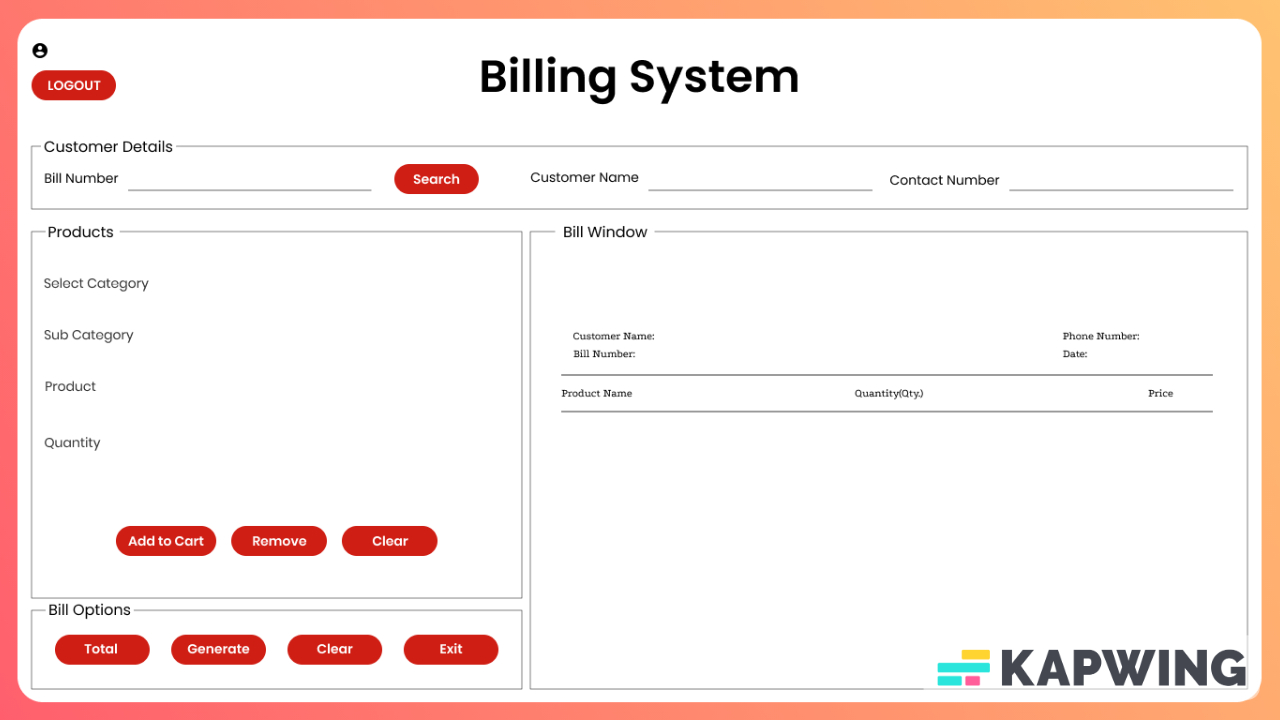 LOGOUT
Billing System
Customer Details
Bill Number
Search
Customer Name
Contact Number
Products
Select Category
Sub Category
Product
Quantity
Add to Cart Remove Clear
Bill Options
Total Generate Clear Exit
Bill Window
Customer Name: Phone Number:
Bill Number: Date:
Product Name Quantity(Qty.) Price
KAPWING